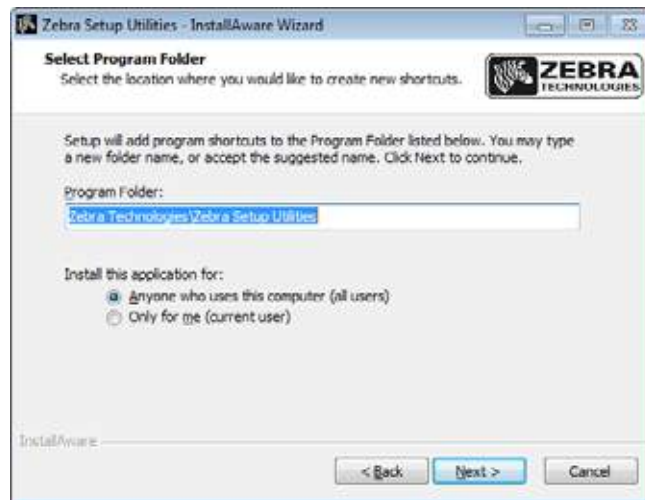 Zebra Setup Utilities - InstallAware Wizard
Select Program Folder
Select the location where you would like to create new shortcuts.
ZEBRA
TECHNOLOGIES
Setup will add program shortcuts to the Program Folder listed below. You may type
a new folder name, or accept the suggested name. Click Next to continue.
Program Folder:
Zebra Technologies\Zebra Setup Utilities
Install this application for:
Anyone who uses this computer (all users)
Only for me (current user)
InstallAware
< Back
Next >
Cancel